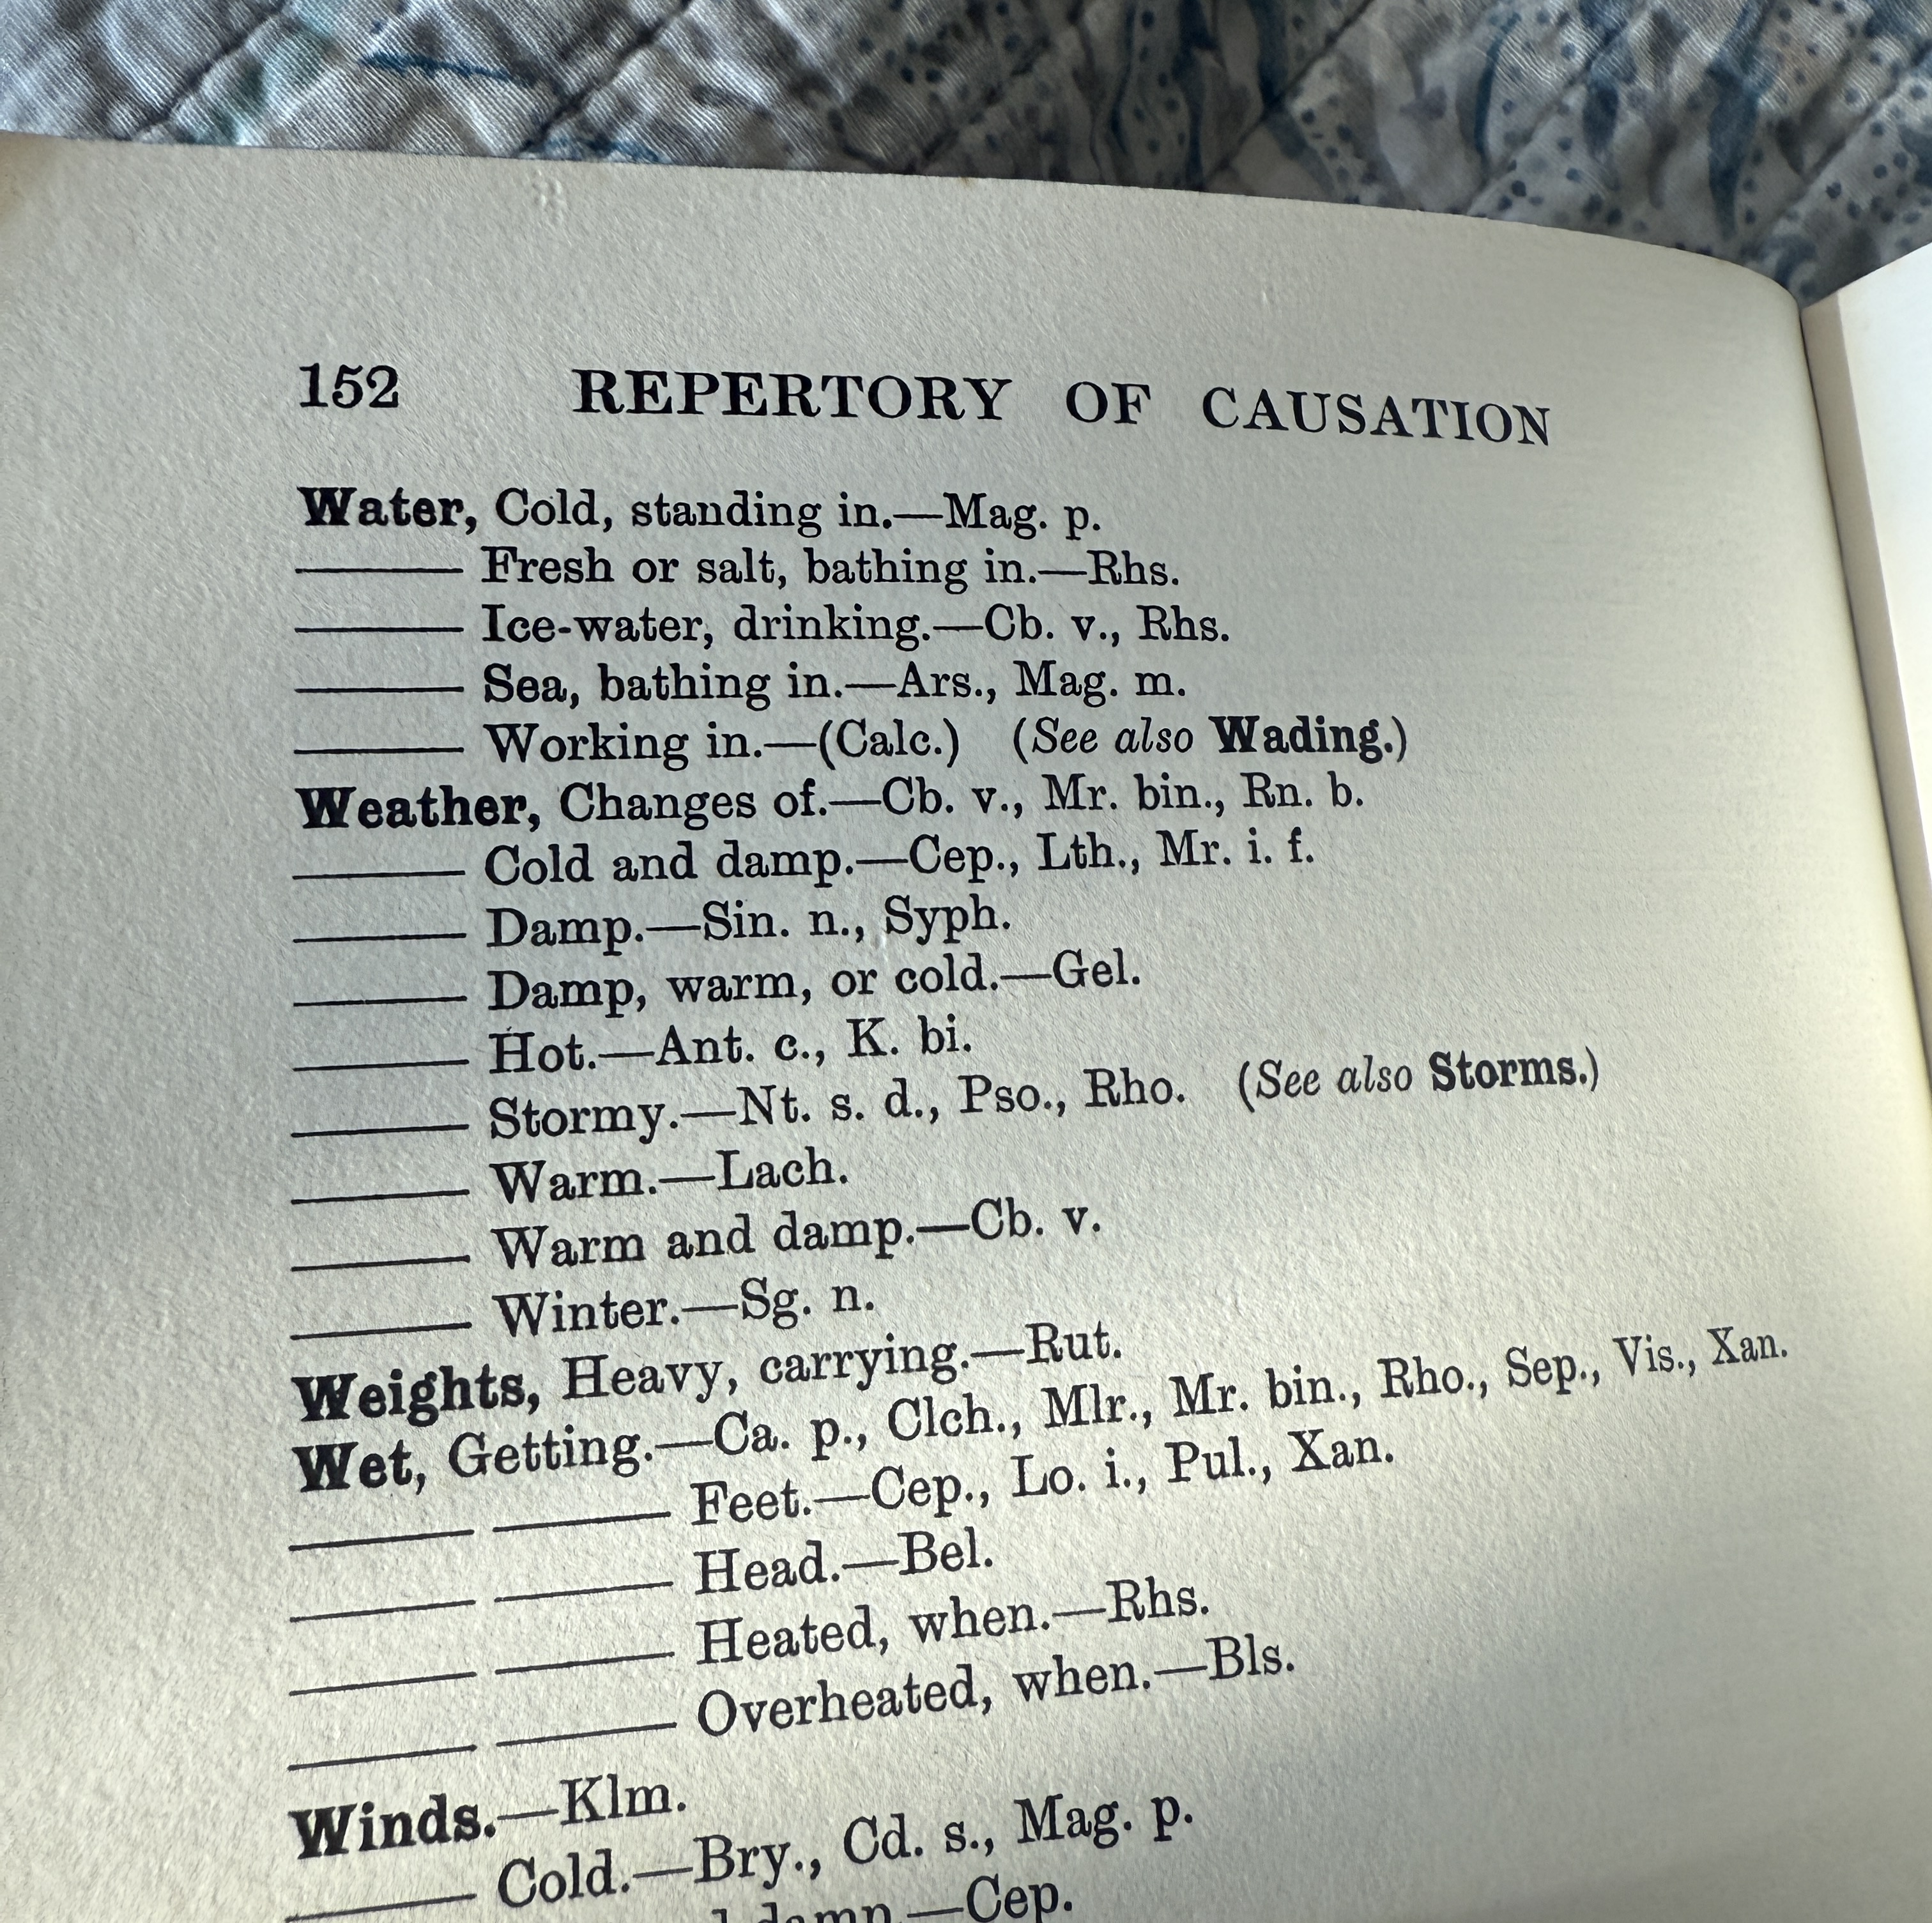 152 REPERTORY OF CAUSATION
Water, Cold, standing in.—Mag. p.
——— Fresh or salt, bathing in.—Rhs.
——— Ice-water, drinking.—Cb. v., Rhs.
——— Sea, bathing in.—Ars., Mag. m.
——— Working in.—(Calc.) (See also Wading.)
Weather, Changes of.—Cb. v., Mr. bin., Rn. b.
——— Cold and damp.—Cep., Lth., Mr. i. f.
——— Damp.—Sin. n., Syph.
——— Damp, warm, or cold.—Gel.
——— Hot.—Ant. c., K. bi.
——— Stormy.—Nt. s. d., Pso., Rho. (See also Storms.)
——— Warm.—Lach.
——— Warm and damp.—Cb. v.
——— Winter.—Sg. n.
Weights, Heavy, carrying.—Rut.
Wet, Getting.—Ca. p., Clch., Mlr., Mr. bin., Rho., Sep., Vis., Xan.
——— ——— Feet.—Cep., Lo. i., Pul., Xan.
——— ——— Head.—Bel.
——— ——— Heated, when.—Rhs.
——— ——— Overheated, when.—Bls.
Winds.—Klm.
——— Cold.—Bry., Cd. s., Mag. p.
damp.—Cep.